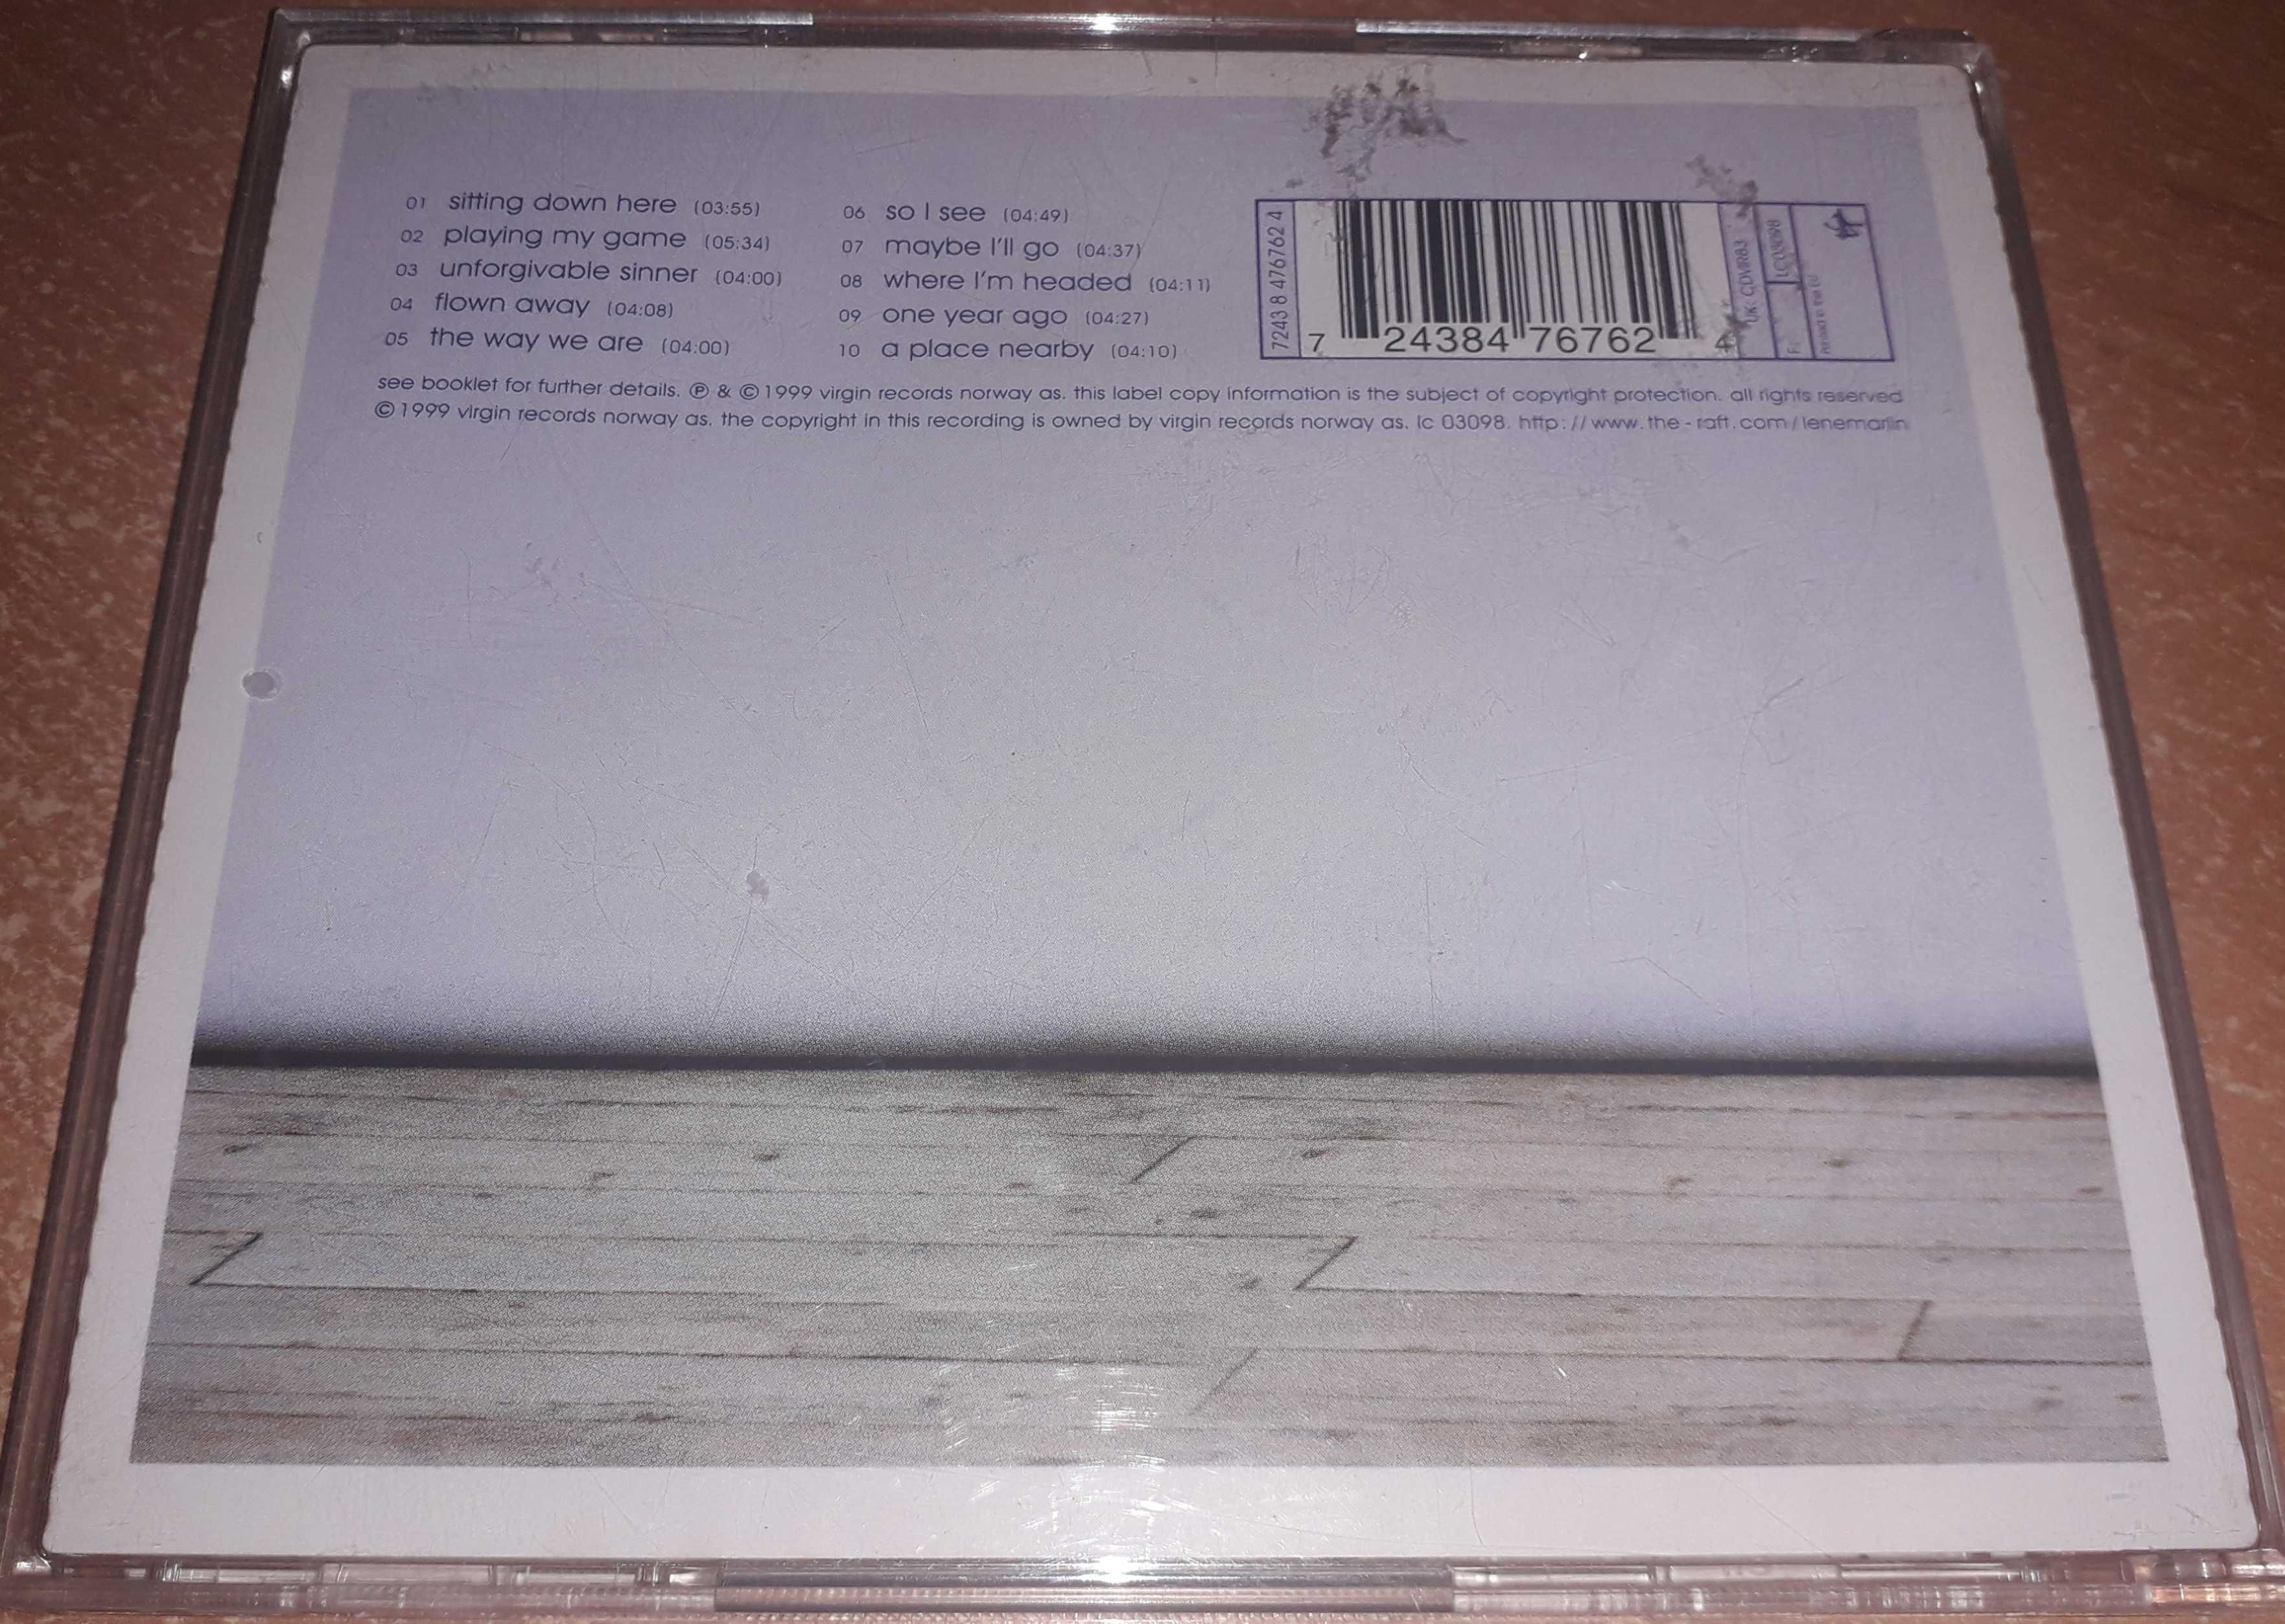 01 sitting down here (03:55)
02 playing my game (05:34)
03 unforgivable sinner (04:00)
04 flown away (04:08)
05 the way we are (04:00)
06 so I see (04:49)
07 maybe I'll go (04:37)
08 where I'm headed (04:11)
09 one year ago (04:27)
10 a place nearby (04:10)
7243 8 476762 4
7 24384 76762 4
UK: CDVIR83
LC03098
F:
Printed in the EU
see booklet for further details. ℗ & © 1999 virgin records norway as. this label copy information is the subject of copyright protection. all rights reserved
© 1999 virgin records norway as. the copyright in this recording is owned by virgin records norway as. lc 03098. http://www.the-raft.com/lenemarlin